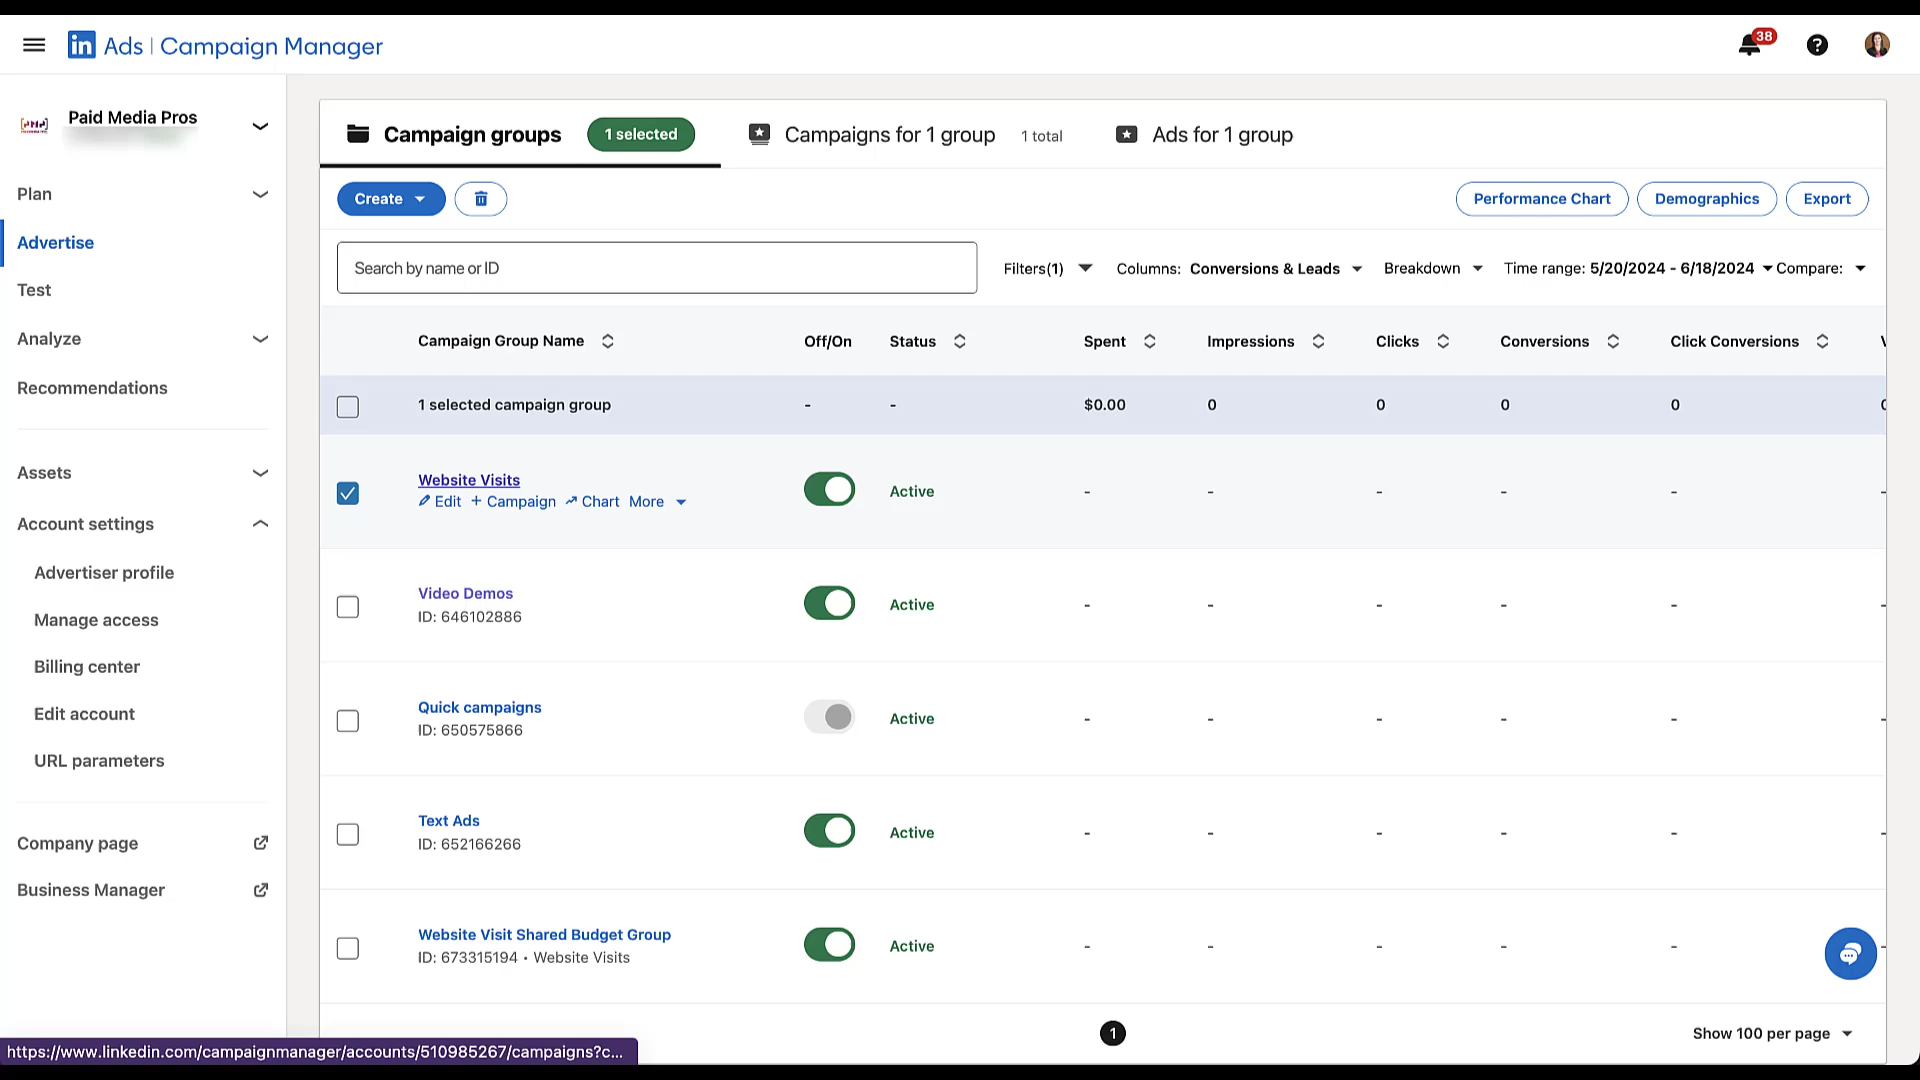 in Ads | Campaign Manager
38
?
Paid Media Pros
Plan
Advertise
Test
Analyze
Recommendations
Assets
Account settings
Advertiser profile
Manage access
Billing center
Edit account
URL parameters
Company page
Business Manager
Campaign groups 1 selected Campaigns for 1 group 1 total Ads for 1 group
Create Performance Chart Demographics Export
Search by name or ID Filters(1) Columns: Conversions & Leads Breakdown Time range: 5/20/2024 - 6/18/2024 Compare:
Campaign Group Name Off/On Status Spent Impressions Clicks Conversions Click Conversions
1 selected campaign group - - $0.00 0 0 0 0
Website Visits
Edit + Campaign Chart More Active - - - - -
Video Demos
ID: 646102886 Active - - - - -
Quick campaigns
ID: 650575866 Active - - - - -
Text Ads
ID: 652166266 Active - - - - -
Website Visit Shared Budget Group
ID: 673315194 • Website Visits Active - - - - -
1 Show 100 per page
https://www.linkedin.com/campaignmanager/accounts/510985267/campaigns?c...